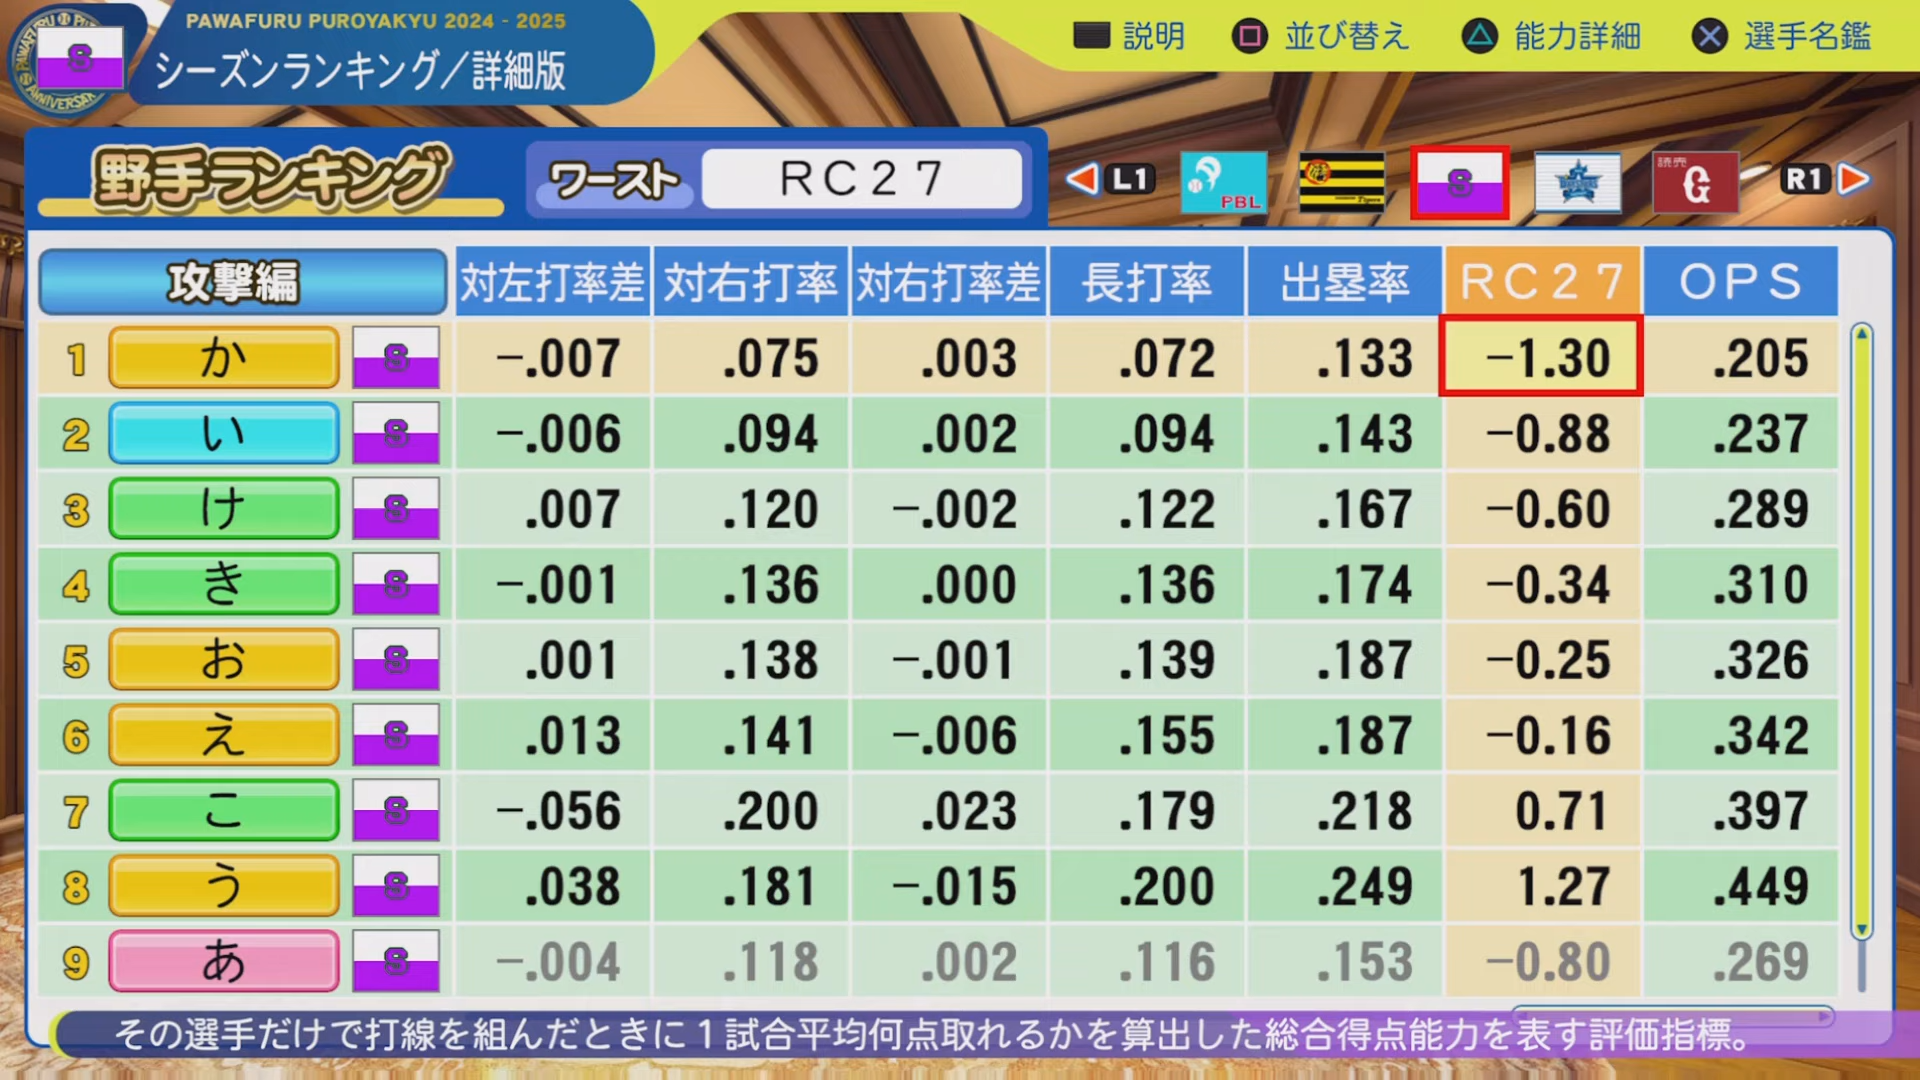 PAWAFURU PUROYAKYU 2024 - 2025
シーズンランキング／詳細版
説明 並び替え 能力詳細 選手名鑑
野手ランキング ワースト RC27
L1 PBL Tigers S 読売 G R1
攻撃編 対左打率差 対右打率 対右打率差 長打率 出塁率 RC27 OPS
1 か S -.007 .075 .003 .072 .133 -1.30 .205
2 い S -.006 .094 .002 .094 .143 -0.88 .237
3 け S .007 .120 -.002 .122 .167 -0.60 .289
4 き S -.001 .136 .000 .136 .174 -0.34 .310
5 お S .001 .138 -.001 .139 .187 -0.25 .326
6 え S .013 .141 -.006 .155 .187 -0.16 .342
7 こ S -.056 .200 .023 .179 .218 0.71 .397
8 う S .038 .181 -.015 .200 .249 1.27 .449
9 あ S -.004 .118 .002 .116 .153 -0.80 .269
その選手だけで打線を組んだときに１試合平均何点取れるかを算出した総合得点能力を表す評価指標。